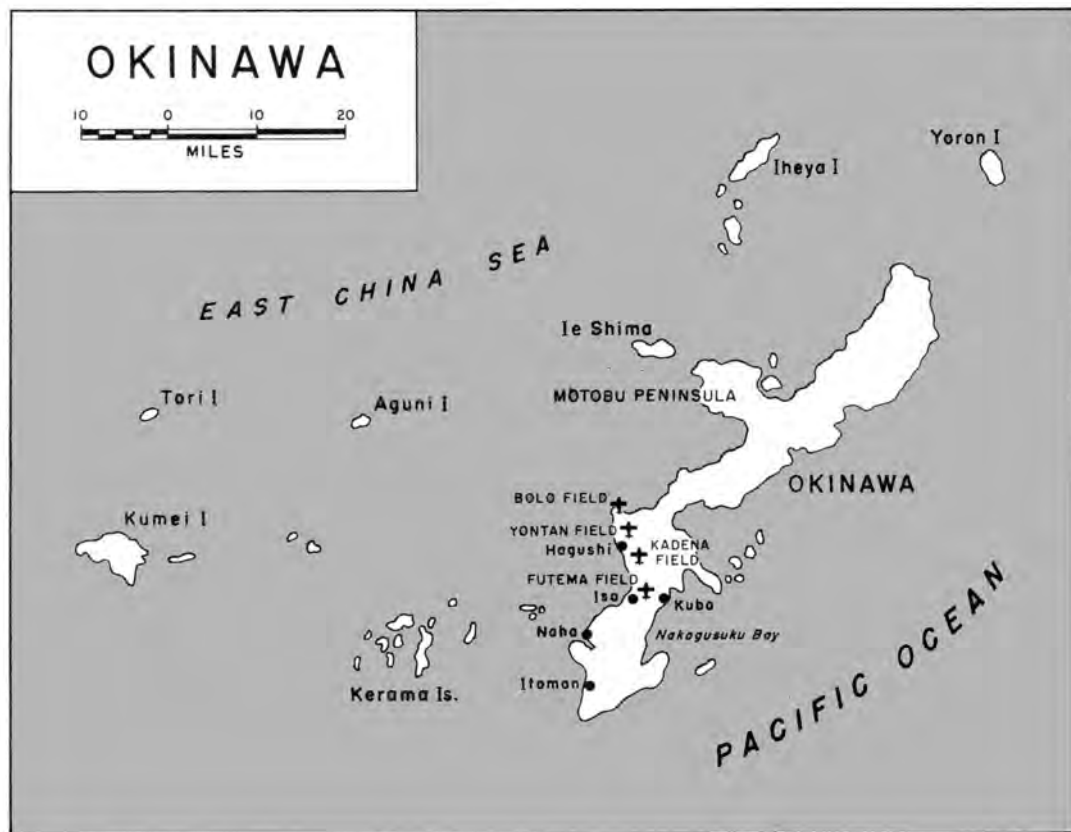 OKINAWA
10 0 10 20
MILES
Yoron I
Iheya I
EAST CHINA SEA
Ie Shima
MOTOBU PENINSULA
Tori I
Aguni I
OKINAWA
BOLO FIELD
Kumei I
YONTAN FIELD
Hagushi
KADENA
FIELD
FUTEMA FIELD
Isa
Kuba
Naha
Nakagusuku Bay
Itoman
Kerama Is.
PACIFIC OCEAN